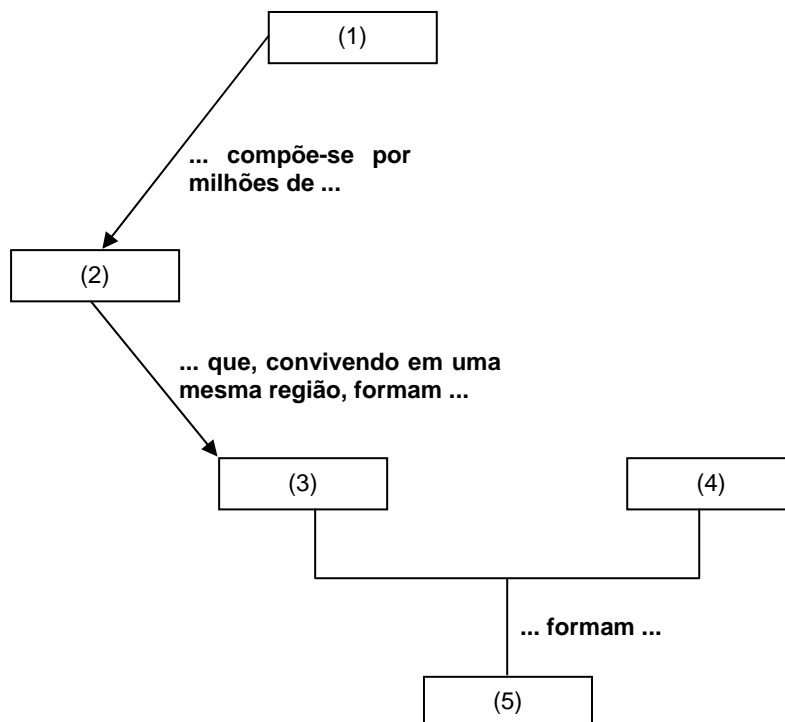 (1)
... compõe-se por
milhões de ...
(2)
... que, convivendo em uma
mesma região, formam ...
(3)
(4)
... formam ...
(5)